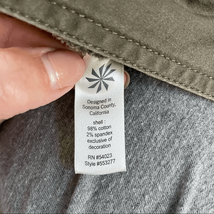 Designed in
Sonoma County,
California
shell :
98% cotton
2% spandex
exclusive of
decoration
RN #54023
Style #553277